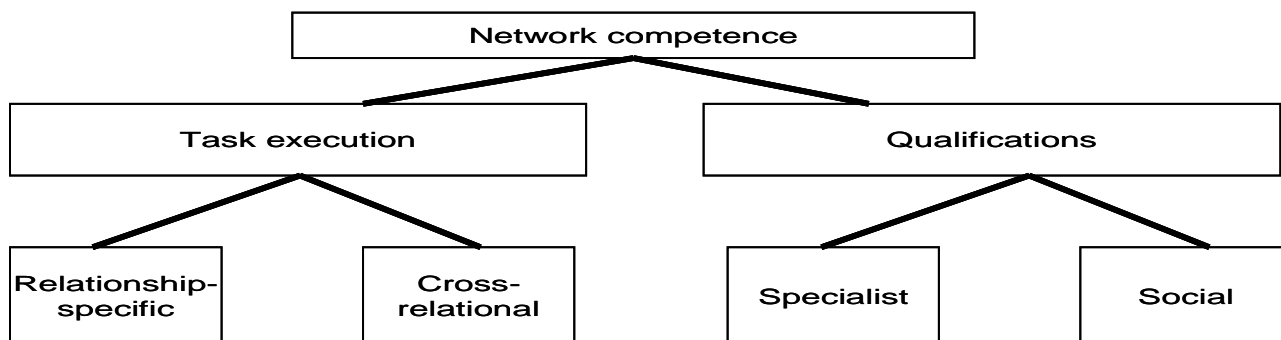 Network competence
Task execution
Qualifications
Relationship-
specific
Cross-
relational
Specialist
Social